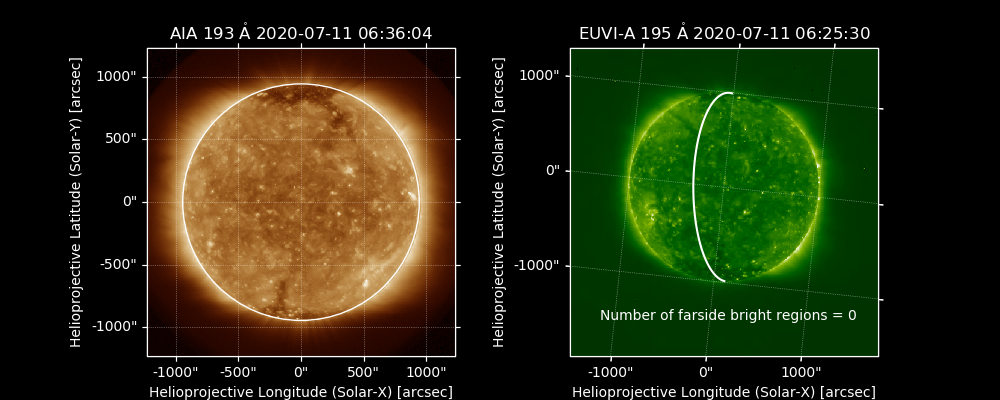 AIA 193 Å 2020-07-11 06:36:04
1000"
500"
0"
-500"
-1000"
-1000" -500" 0" 500" 1000"
Helioprojective Longitude (Solar-X) [arcsec]
Helioprojective Latitude (Solar-Y) [arcsec]
EUVI-A 195 Å 2020-07-11 06:25:30
1000"
0"
-1000"
Number of farside bright regions = 0
-1000" 0" 1000"
Helioprojective Longitude (Solar-X) [arcsec]
Helioprojective Latitude (Solar-Y) [arcsec]